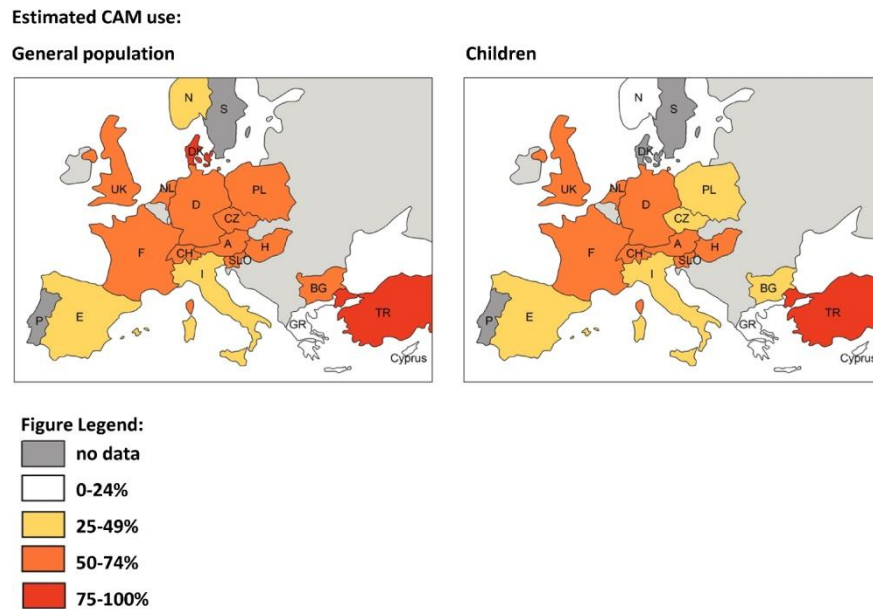 Estimated CAM use:
General population
Children
N
S
DK
UK
NL
D
PL
CZ
F
CH
A
H
SLO
I
BG
P
E
GR
TR
Cyprus
N
S
DK
UK
NL
D
PL
CZ
F
CH
A
H
SLO
I
BG
P
E
GR
TR
Cyprus
Figure Legend:
no data
0-24%
25-49%
50-74%
75-100%